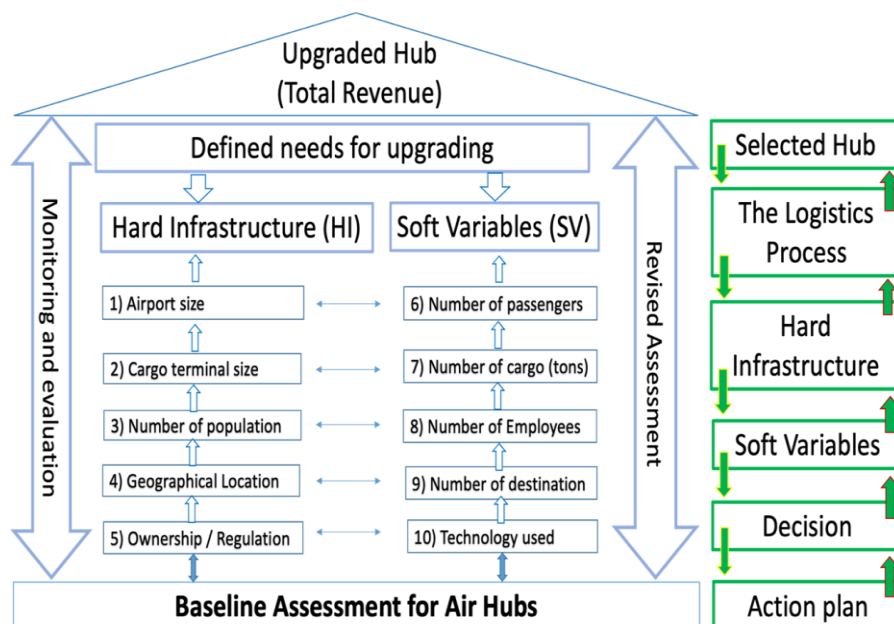 Upgraded Hub
(Total Revenue)
Defined needs for upgrading
Monitoring and evaluation
Revised Assessment
Hard Infrastructure (HI)
Soft Variables (SV)
1) Airport size
6) Number of passengers
2) Cargo terminal size
7) Number of cargo (tons)
3) Number of population
8) Number of Employees
4) Geographical Location
9) Number of destination
5) Ownership / Regulation
10) Technology used
Baseline Assessment for Air Hubs
Selected Hub
The Logistics
Process
Hard
Infrastructure
Soft Variables
Decision
Action plan